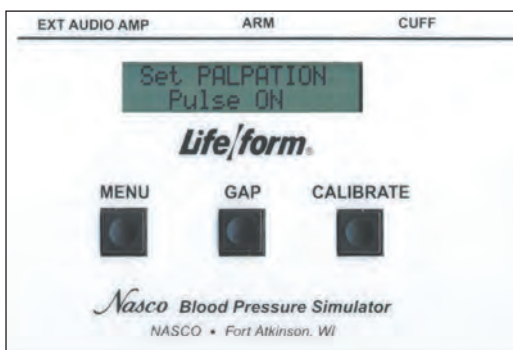 EXT AUDIO AMP ARM CUFF
Set PALPATION
Pulse ON
Life/form®
MENU GAP CALIBRATE
Nasco Blood Pressure Simulator
NASCO • Fort Atkinson, WI